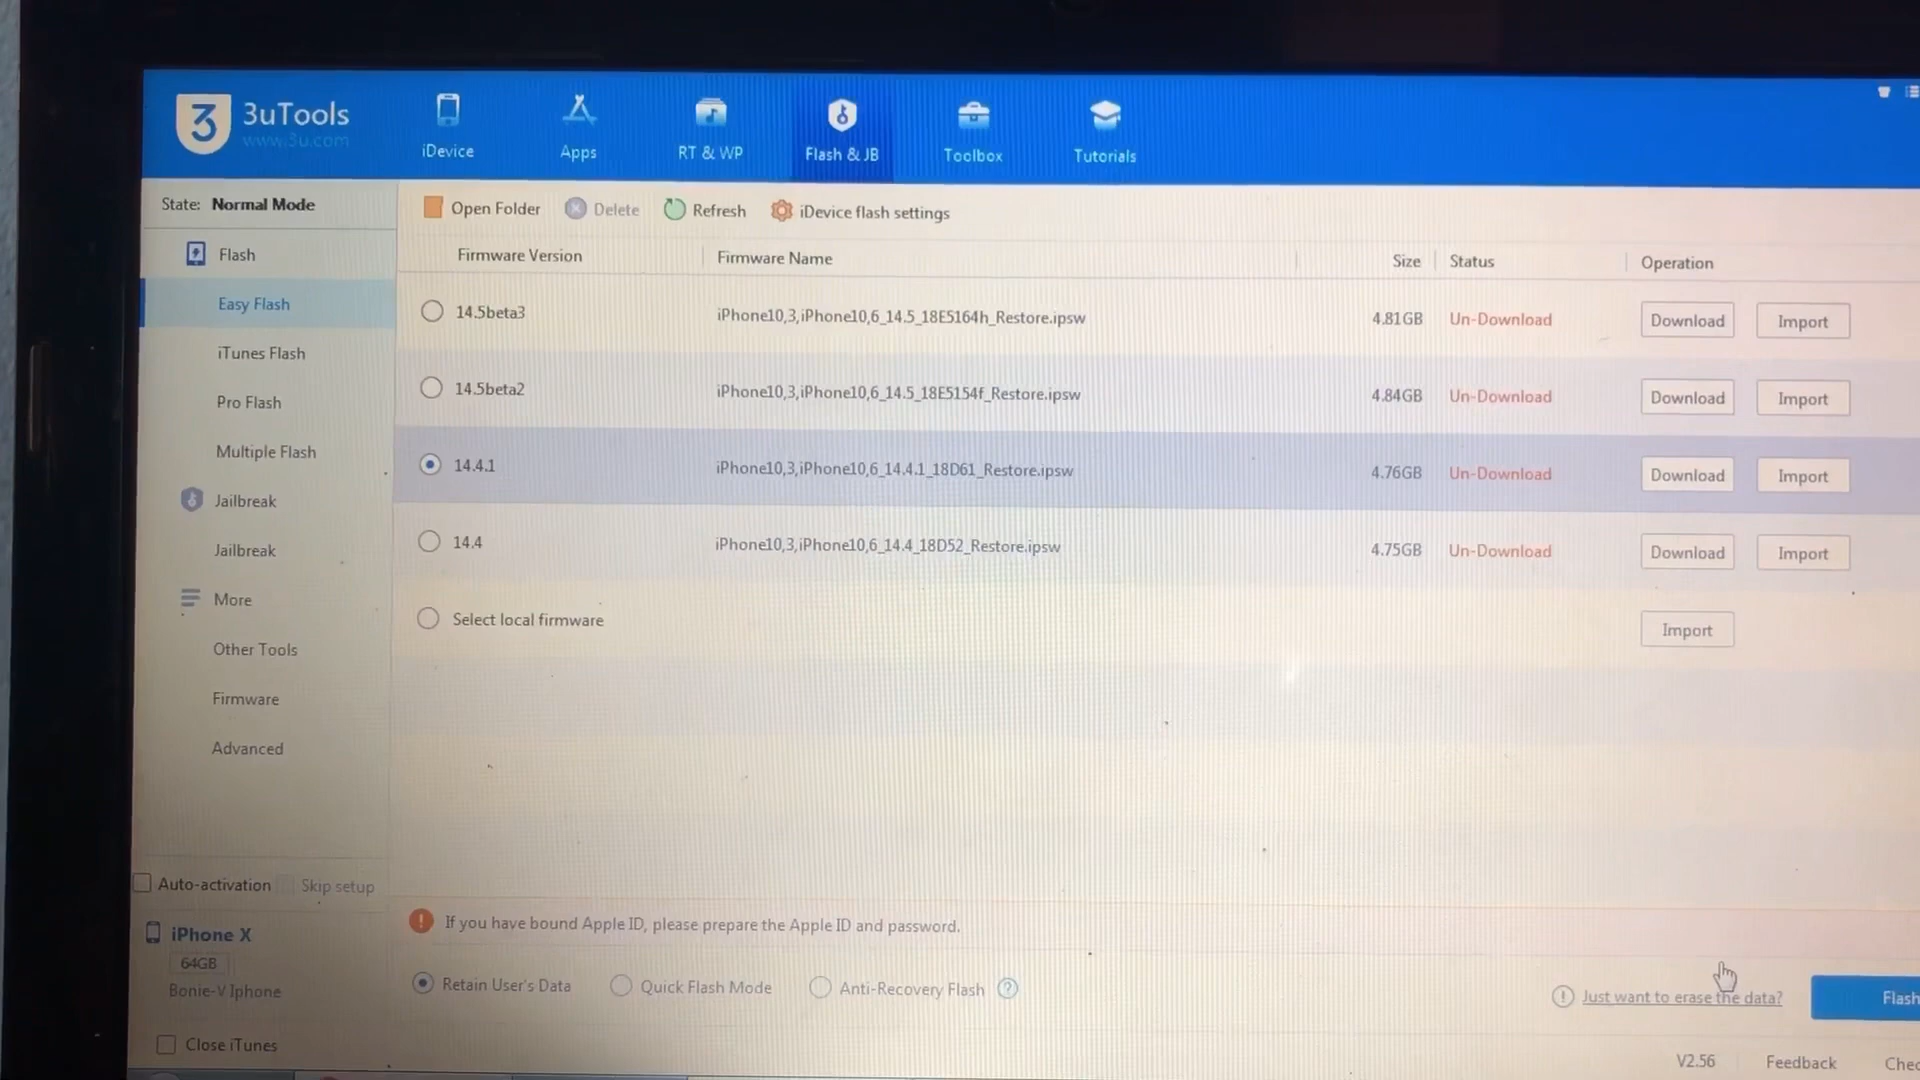 3 3uTools
www.3u.com
iDevice
Apps
RT & WP
Flash & JB
Toolbox
Tutorials
State: Normal Mode
Flash
Easy Flash
iTunes Flash
Pro Flash
Multiple Flash
Jailbreak
Jailbreak
More
Other Tools
Firmware
Advanced
Auto-activation Skip setup
iPhone X
64GB
Bonie-V Iphone
Close iTunes
Open Folder Delete Refresh iDevice flash settings
Firmware Version Firmware Name Size Status Operation
14.5beta3 iPhone10,3,iPhone10,6_14.5_18E5164h_Restore.ipsw 4.81GB Un-Download Download Import
14.5beta2 iPhone10,3,iPhone10,6_14.5_18E5154f_Restore.ipsw 4.84GB Un-Download Download Import
14.4.1 iPhone10,3,iPhone10,6_14.4.1_18D61_Restore.ipsw 4.76GB Un-Download Download Import
14.4 iPhone10,3,iPhone10,6_14.4_18D52_Restore.ipsw 4.75GB Un-Download Download Import
Select local firmware Import
If you have bound Apple ID, please prepare the Apple ID and password.
Retain User's Data Quick Flash Mode Anti-Recovery Flash ? Just want to erase the data? Flash
V2.56 Feedback Chec